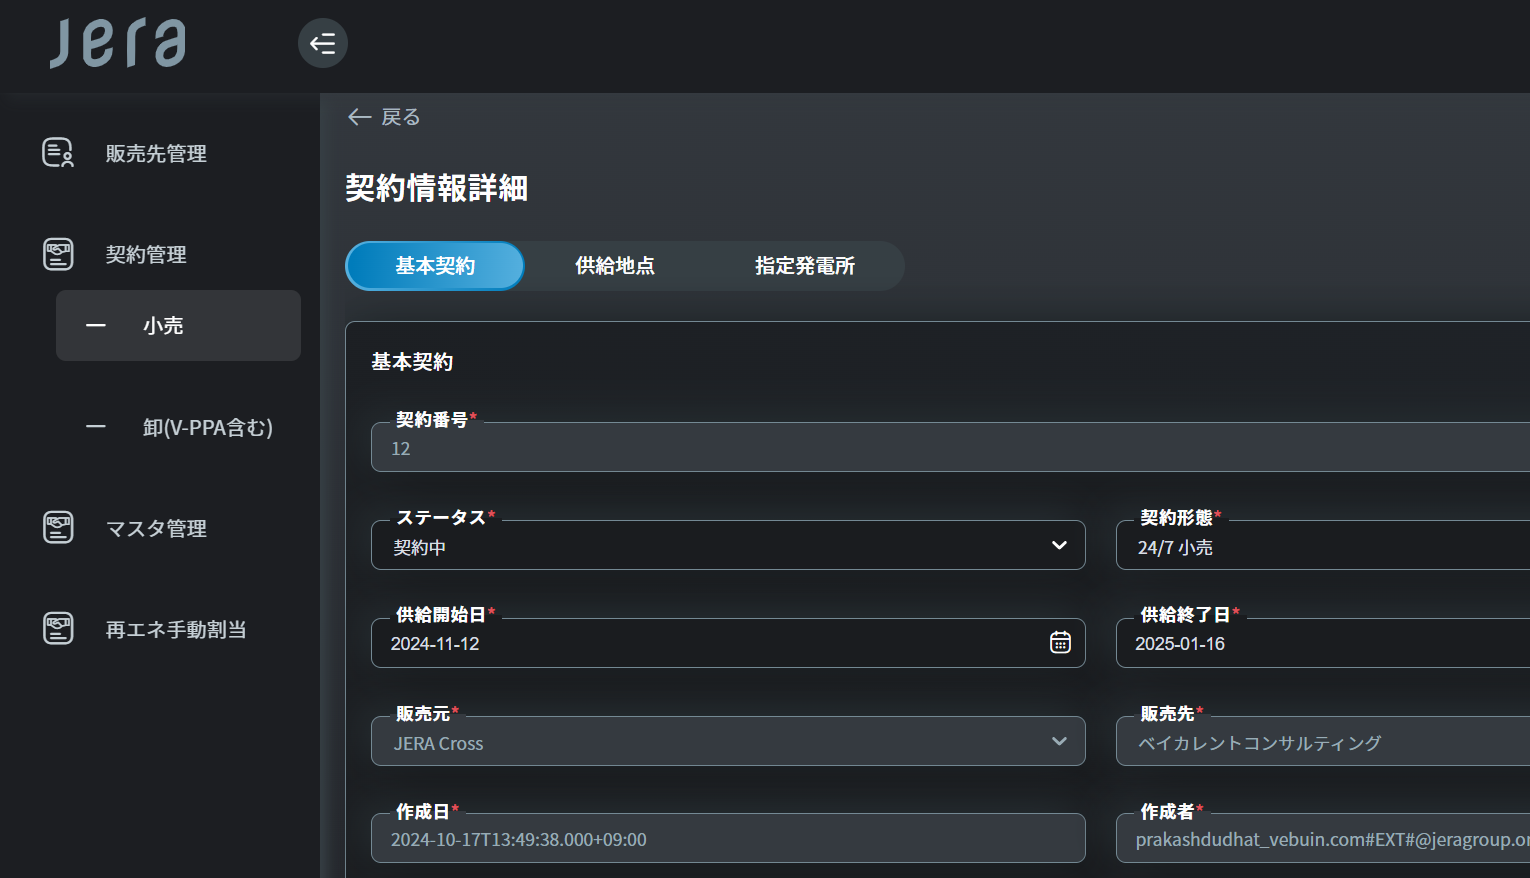 Jera
戻る
販売先管理
契約管理
小売
卸(V-PPA含む)
マスタ管理
再エネ手動割当
契約情報詳細
基本契約 供給地点 指定発電所
基本契約
契約番号*
12
ステータス* 契約形態*
契約中 24/7 小売
供給開始日* 供給終了日*
2024-11-12 2025-01-16
販売元* 販売先*
JERA Cross ベイカレントコンサルティング
作成日* 作成者*
2024-10-17T13:49:38.000+09:00 prakashdudhat_vebuin.com#EXT#@jeragroup.or